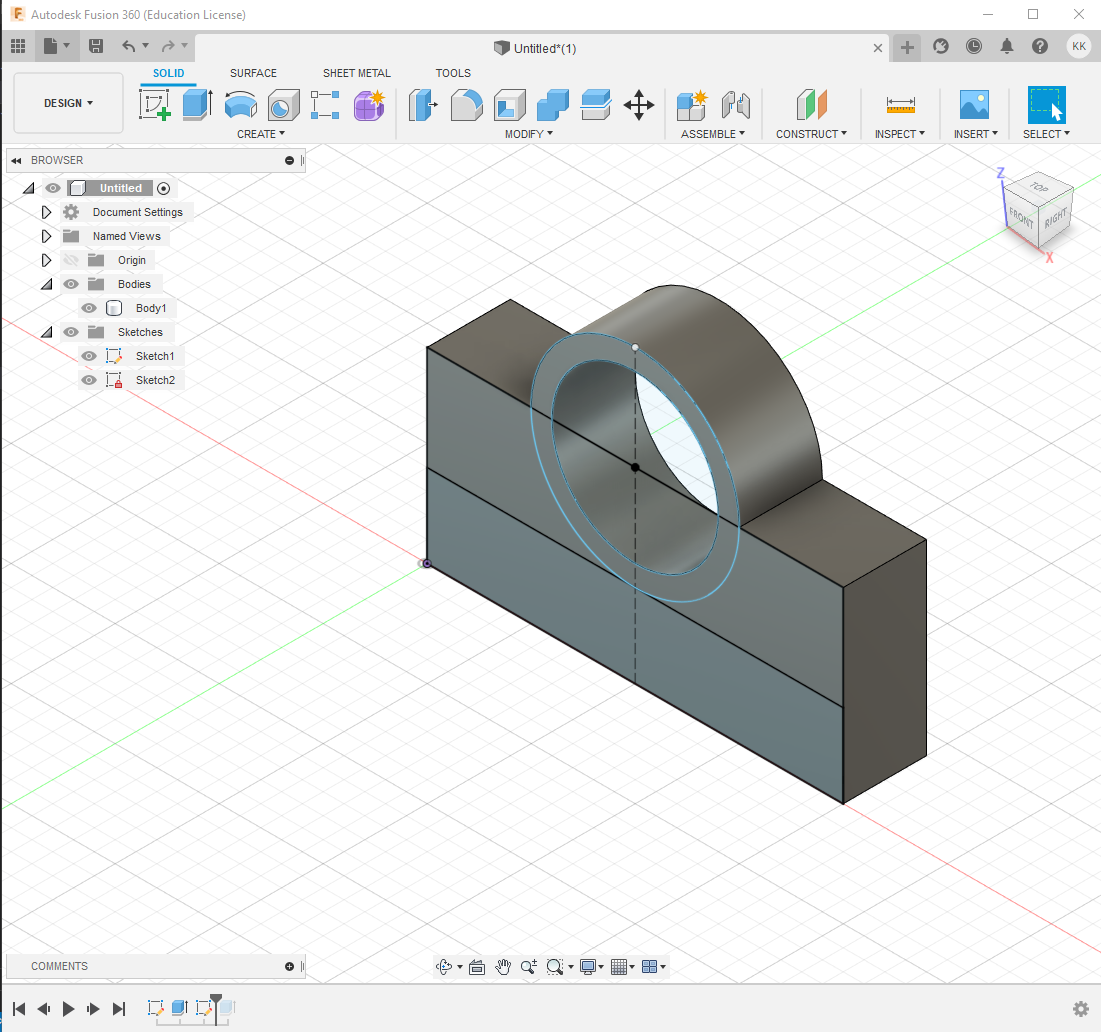 Autodesk Fusion 360 (Education License)
Untitled*(1)
KK
SOLID SURFACE SHEET METAL TOOLS
DESIGN
CREATE MODIFY ASSEMBLE CONSTRUCT INSPECT INSERT SELECT
BROWSER
Untitled
Document Settings
Named Views
Origin
Bodies
Body1
Sketches
Sketch1
Sketch2
Z
TOP
FRONT RIGHT
X
COMMENTS